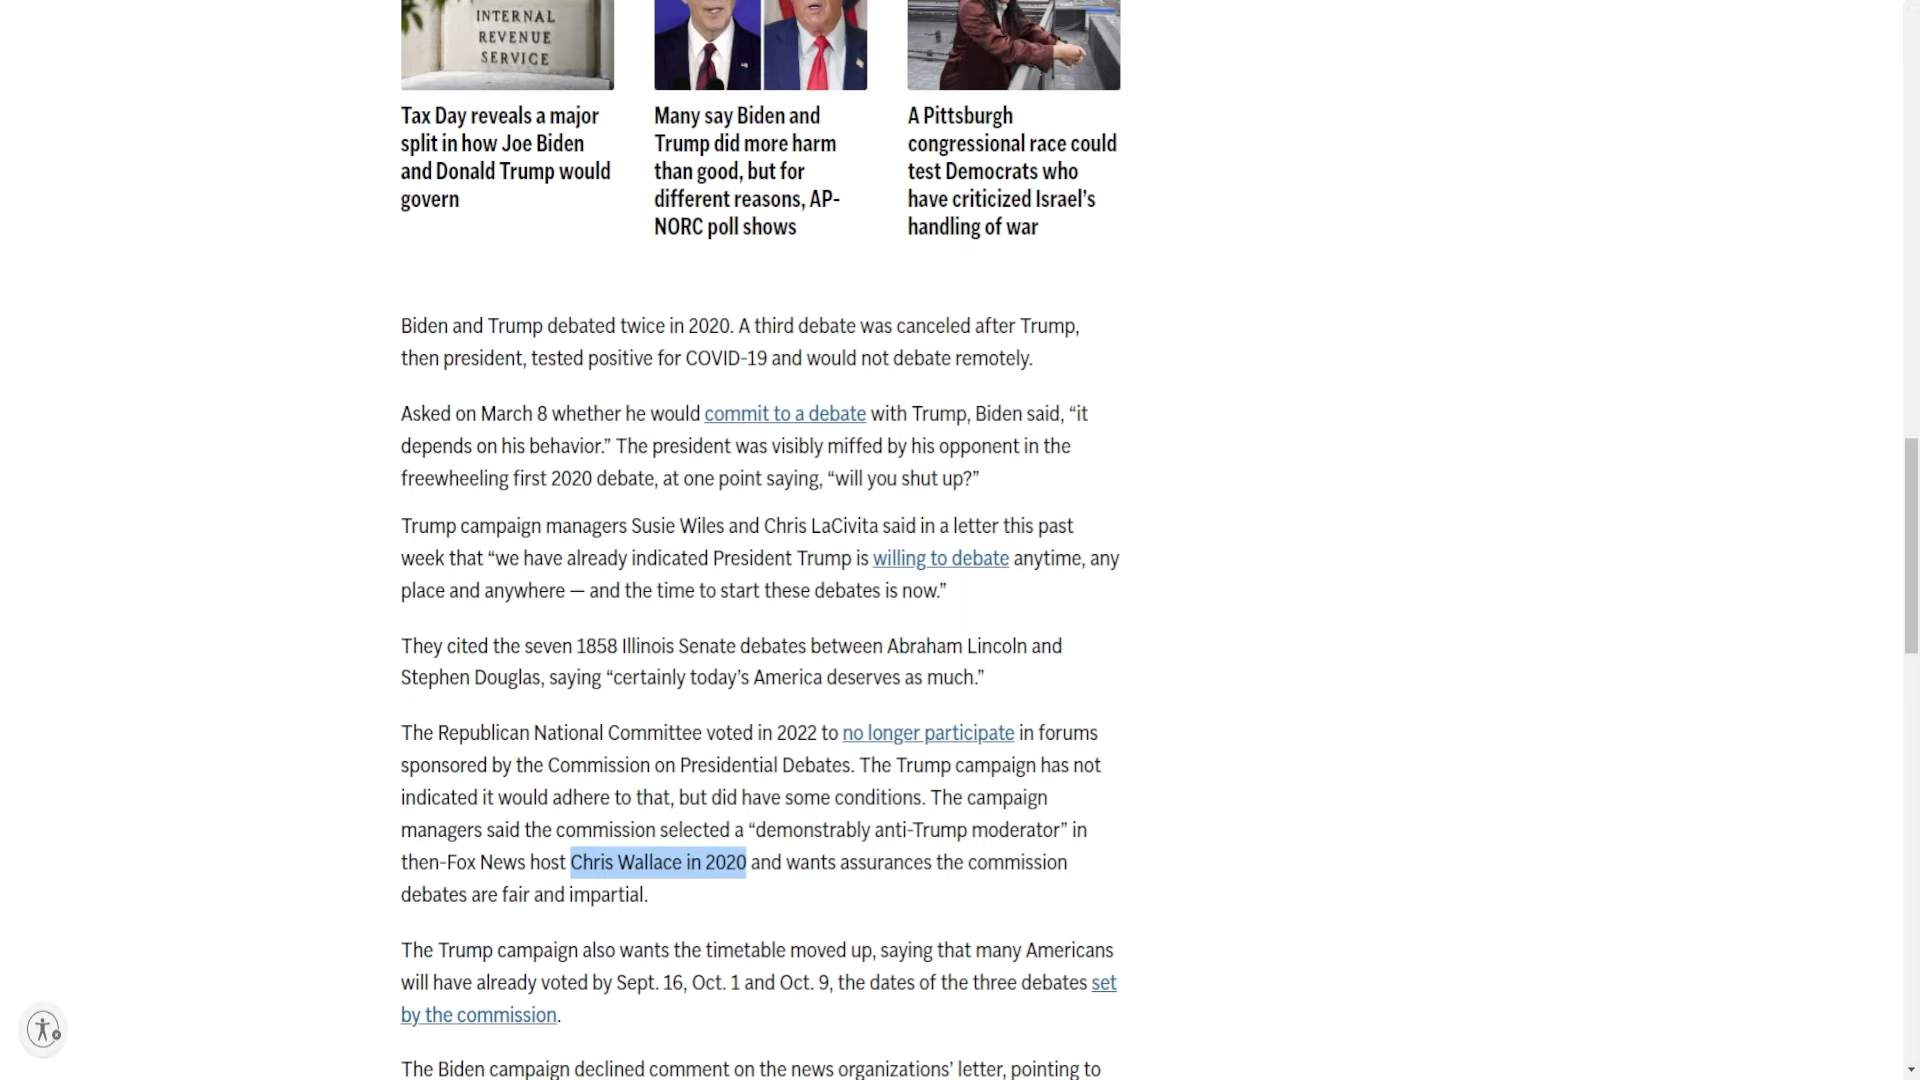 INTERNAL
REVENUE
SERVICE
Tax Day reveals a major
split in how Joe Biden
and Donald Trump would
govern
Many say Biden and
Trump did more harm
than good, but for
different reasons, AP-
NORC poll shows
A Pittsburgh
congressional race could
test Democrats who
have criticized Israel’s
handling of war
Biden and Trump debated twice in 2020. A third debate was canceled after Trump,
then president, tested positive for COVID-19 and would not debate remotely.
Asked on March 8 whether he would commit to a debate with Trump, Biden said, “it
depends on his behavior.” The president was visibly miffed by his opponent in the
freewheeling first 2020 debate, at one point saying, “will you shut up?”
Trump campaign managers Susie Wiles and Chris LaCivita said in a letter this past
week that “we have already indicated President Trump is willing to debate anytime, any
place and anywhere — and the time to start these debates is now.”
They cited the seven 1858 Illinois Senate debates between Abraham Lincoln and
Stephen Douglas, saying “certainly today’s America deserves as much.”
The Republican National Committee voted in 2022 to no longer participate in forums
sponsored by the Commission on Presidential Debates. The Trump campaign has not
indicated it would adhere to that, but did have some conditions. The campaign
managers said the commission selected a “demonstrably anti-Trump moderator” in
then-Fox News host Chris Wallace in 2020 and wants assurances the commission
debates are fair and impartial.
The Trump campaign also wants the timetable moved up, saying that many Americans
will have already voted by Sept. 16, Oct. 1 and Oct. 9, the dates of the three debates set
by the commission.
The Biden campaign declined comment on the news organizations’ letter, pointing to